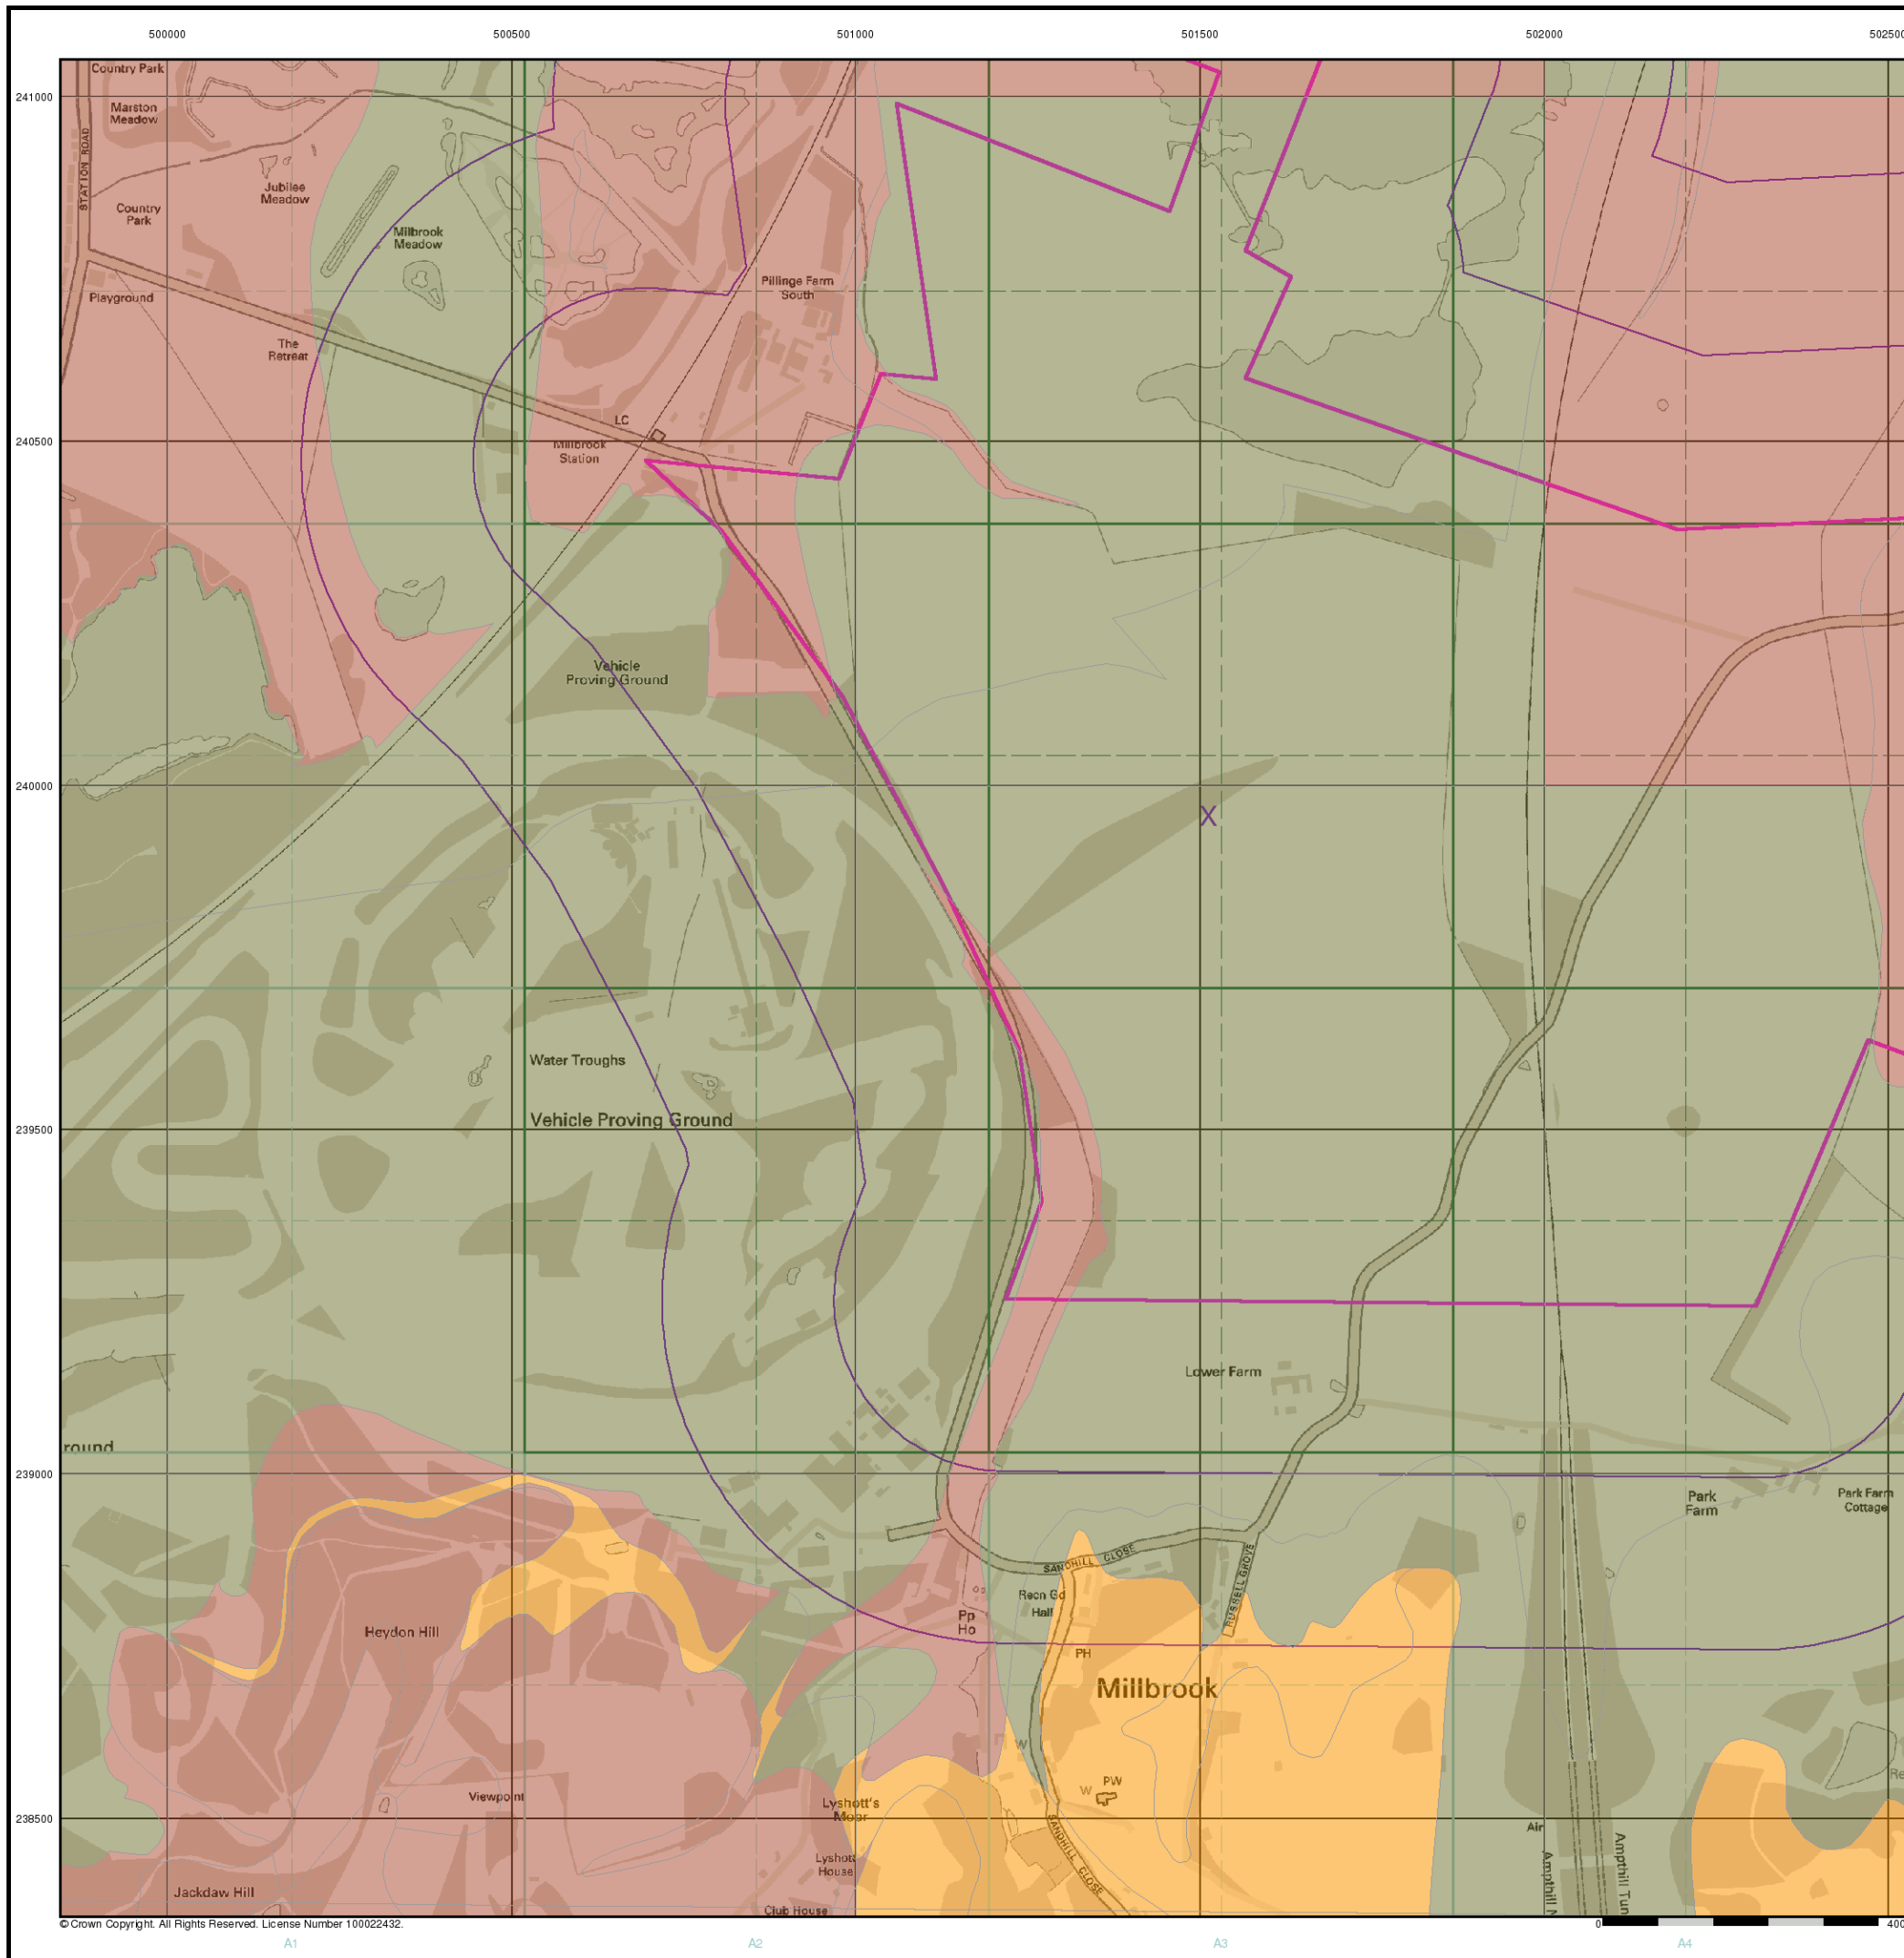 500000 500500 501000 501500 502000 502500
Country Park
241000
Marston
Meadow
STATION ROAD
Jubilee
Meadow
Country
Park
Milbrook
Meadow
Pillinge Farm
South
Playground
The
Retreat
LC
240500
Millbrook
Station
Vehicle
Proving Ground
240000
X
Water Troughs
Vehicle Proving Ground
239500
Lower Farm
round
239000
Park
Farm
Park Farm
Cottage
SANDHILL CLOSE
RUSSELL GROVE
Recn Gd
Hall
Pp
Ho
Heydon Hill
PH
Millbrook
W
W
PW
Re
Viewpoint
Lyshott's
Moor
238500
Air
SANDHILL CLOSE
Ampthill Tun
Ampthill
Lyshott
House
Jackdaw Hill
Club House
© Crown Copyright. All Rights Reserved. License Number 100022432.
0 400
A1 A2 A3 A4